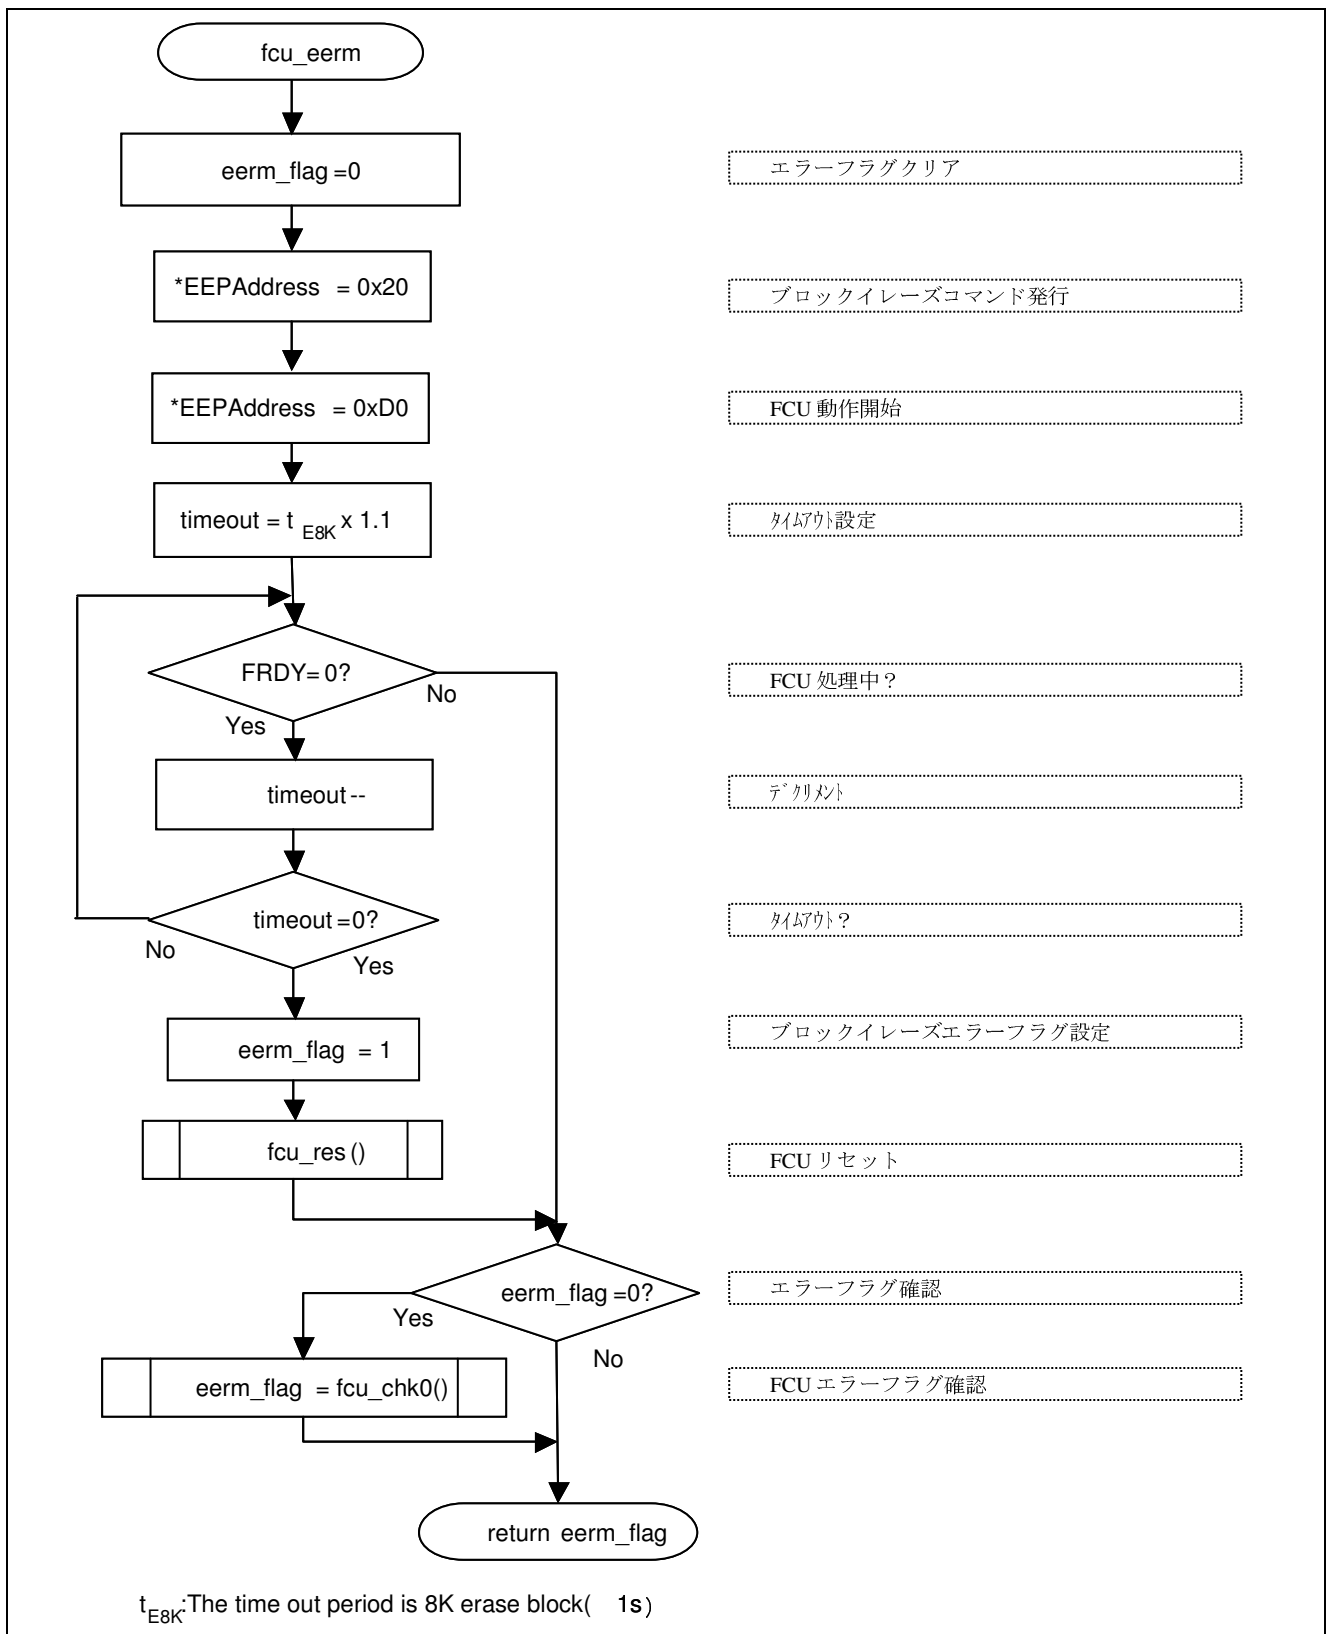 fcu_eerm
eerm_flag =0
エラーフラグクリア
*EEPAddress = 0x20
ブロックイレーズコマンド発行
*EEPAddress = 0xD0
FCU 動作開始
timeout = t E8K x 1.1
ﾀｲﾑｱｳﾄ設定
FRDY= 0?
FCU 処理中？
No
Yes
timeout --
ﾃﾞｸﾘﾒﾝﾄ
timeout =0?
ﾀｲﾑｱｳﾄ？
No
Yes
eerm_flag = 1
ブロックイレーズエラーフラグ設定
fcu_res ()
FCU リセット
eerm_flag =0?
エラーフラグ確認
Yes
No
eerm_flag = fcu_chk0()
FCU エラーフラグ確認
return eerm_flag
tE8K:The time out period is 8K erase block( 1s)